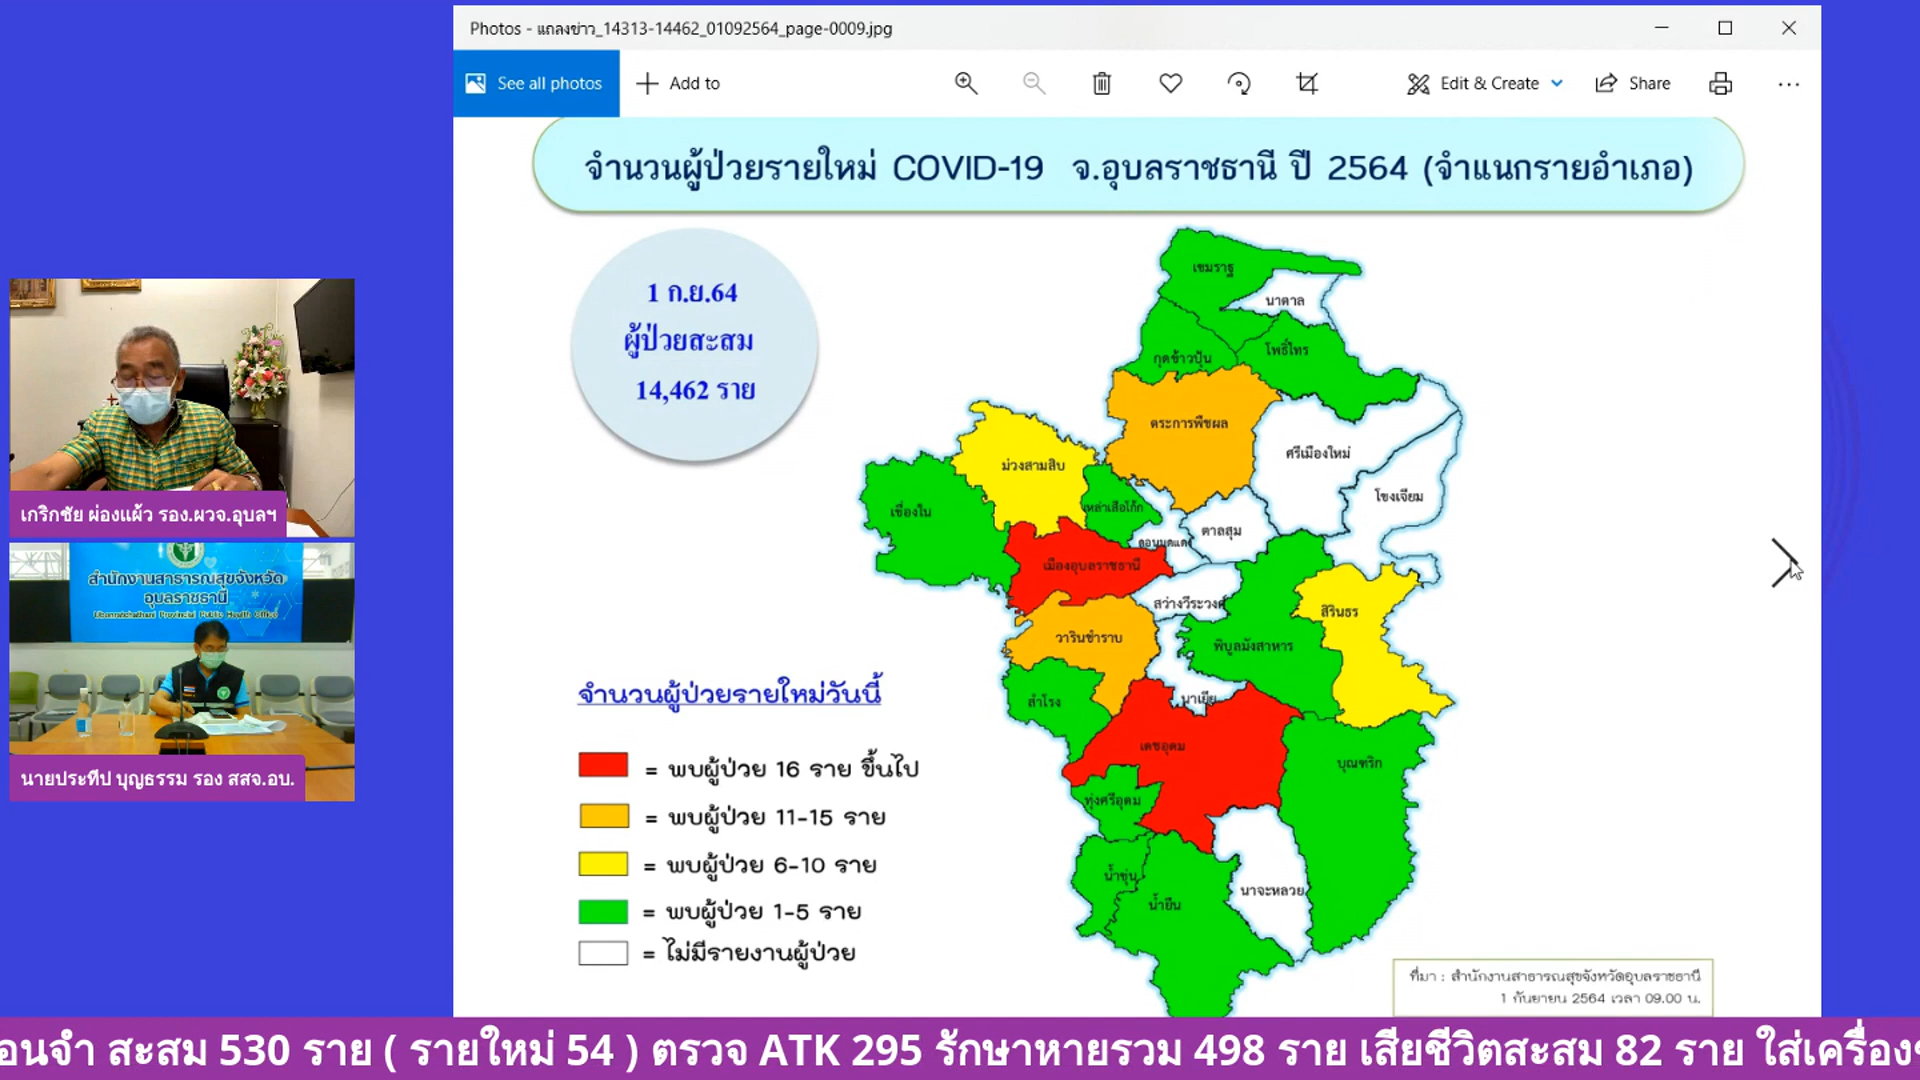 Photos - แถลงข่าว_14313-14462_01092564_page-0009.jpg
See all photos
Add to
Edit & Create
Share
จำนวนผู้ป่วยรายใหม่ COVID-19 จ.อุบลราชธานี ปี 2564 (จำแนกรายอำเภอ)
1 ก.ย.64
ผู้ป่วยสะสม
14,462 ราย
เขมราฐ
นาตาล
กุดข้าวปุ้น
โพธิ์ไทร
ตระการพืชผล
ศรีเมืองใหม่
ม่วงสามสิบ
โขงเจียม
เขื่องใน
เหล่าเสือโก้ก
ตาลสุม
ดอนมดแดง
เมืองอุบลราชธานี
สว่างวีระวงศ์
สิรินธร
วารินชำราบ
พิบูลมังสาหาร
สำโรง
นาเยีย
เดชอุดม
บุณฑริก
ทุ่งศรีอุดม
น้ำขุ่น
นาจะหลวย
น้ำยืน
จำนวนผู้ป่วยรายใหม่วันนี้
= พบผู้ป่วย 16 ราย ขึ้นไป
= พบผู้ป่วย 11-15 ราย
= พบผู้ป่วย 6-10 ราย
= พบผู้ป่วย 1-5 ราย
= ไม่มีรายงานผู้ป่วย
ที่มา : สำนักงานสาธารณสุขจังหวัดอุบลราชธานี
1 กันยายน 2564 เวลา 09.00 น.
เกริกชัย ผ่องแผ้ว รอง.ผวจ.อุบลฯ
สำนักงานสาธารณสุขจังหวัด
อุบลราชธานี
Ubonratchathani Provincial Public Health Office
นายประทีป บุญธรรม รอง สสจ.อบ.
อนจำ สะสม 530 ราย ( รายใหม่ 54 ) ตรวจ ATK 295 รักษาหายรวม 498 ราย เสียชีวิตสะสม 82 ราย ใส่เครื่อง